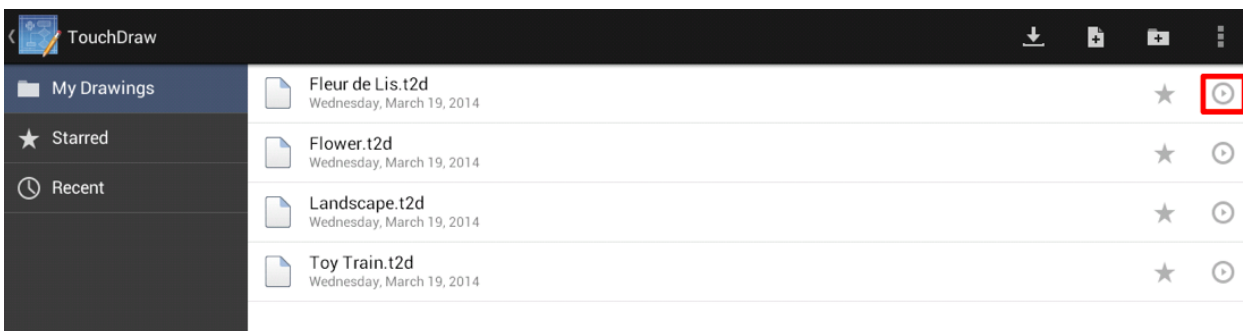 TouchDraw
My Drawings
Starred
Recent
Fleur de Lis.t2d
Wednesday, March 19, 2014
Flower.t2d
Wednesday, March 19, 2014
Landscape.t2d
Wednesday, March 19, 2014
Toy Train.t2d
Wednesday, March 19, 2014